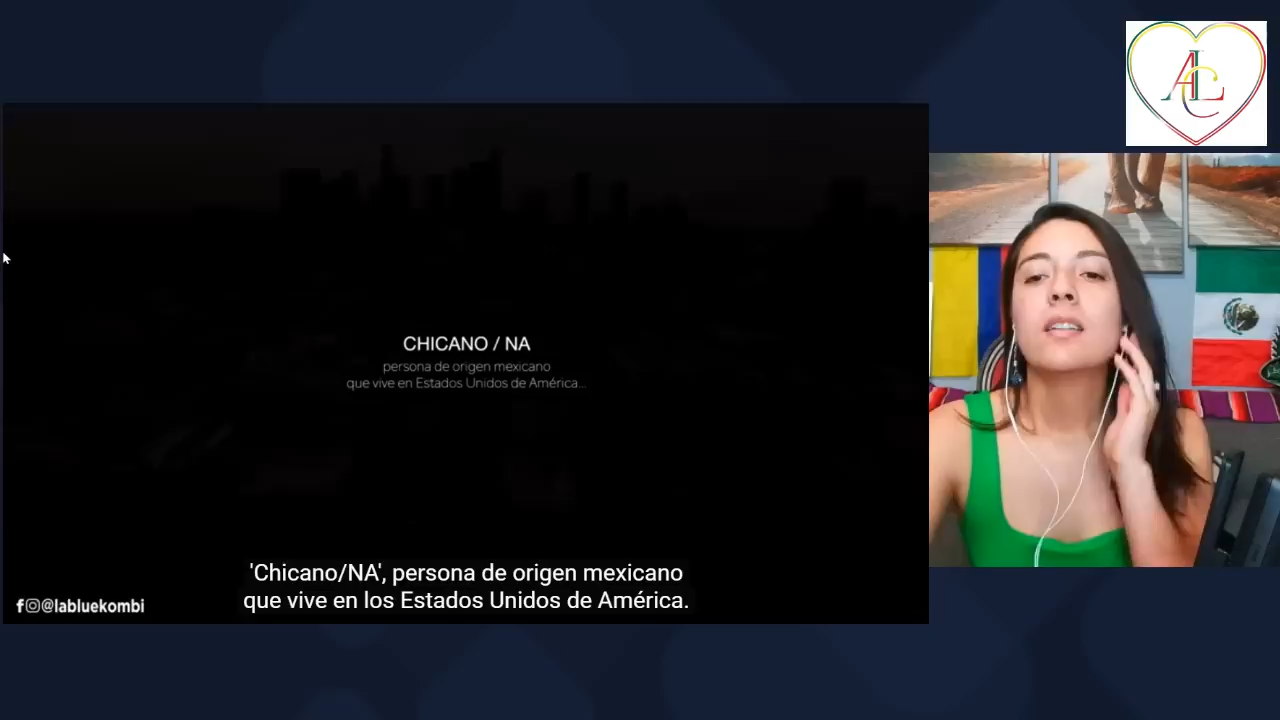 ALC
CHICANO / NA
persona de origen mexicano
que vive en Estados Unidos de América...
'Chicano/NA', persona de origen mexicano
que vive en los Estados Unidos de América.
@labluekombi